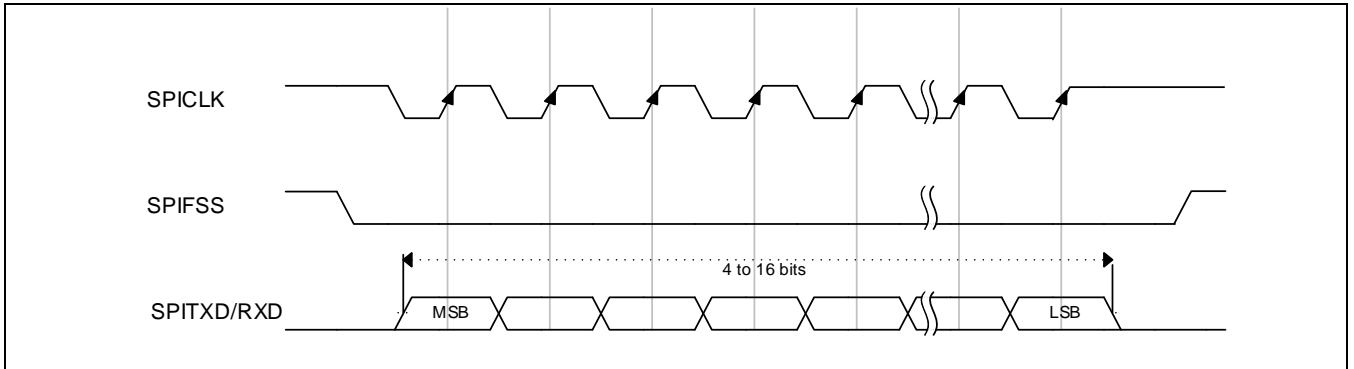 SPICLK
SPIFSS
4 to 16 bits
SPITXD/RXD
MSB
LSB